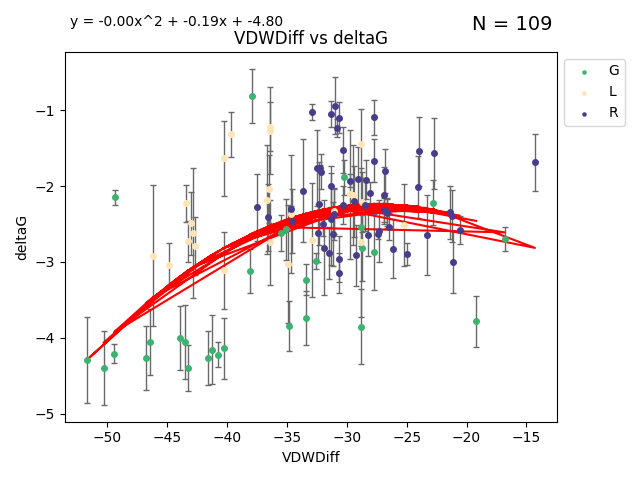 y = -0.00x^2 + -0.19x + -4.80
N = 109
VDWDiff vs deltaG
G
L
R
deltaG
−1
−2
−3
−4
−5
−50 −45 −40 −35 −30 −25 −20 −15
VDWDiff